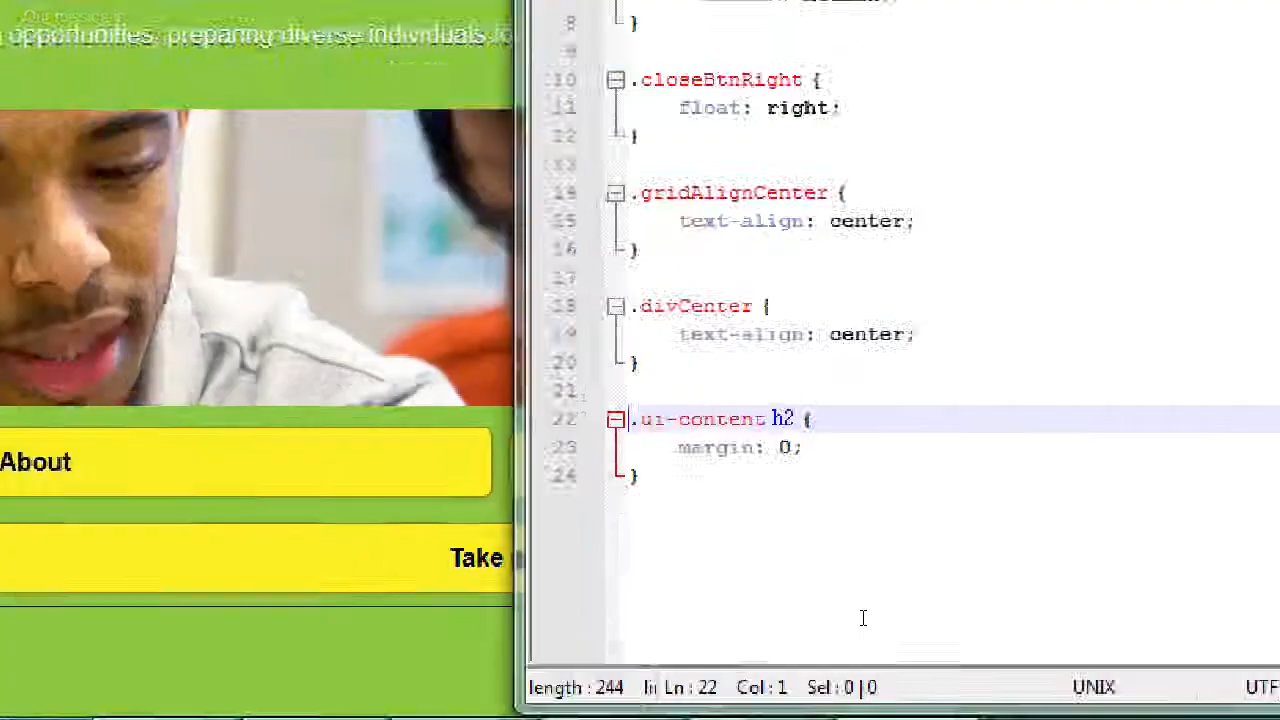 opportunities, preparing diverse individuals
About
Take
8 }
9
10 .closeBtnRight {
11 float: right;
12 }
13
14 .gridAlignCenter {
15 text-align: center;
16 }
17
18 .divCenter {
19 text-align: center;
20 }
21
22 .ui-content h2 {
23 margin: 0;
24 }
length : 244 Ln : 22 Col : 1 Sel : 0 | 0 UNIX UTF